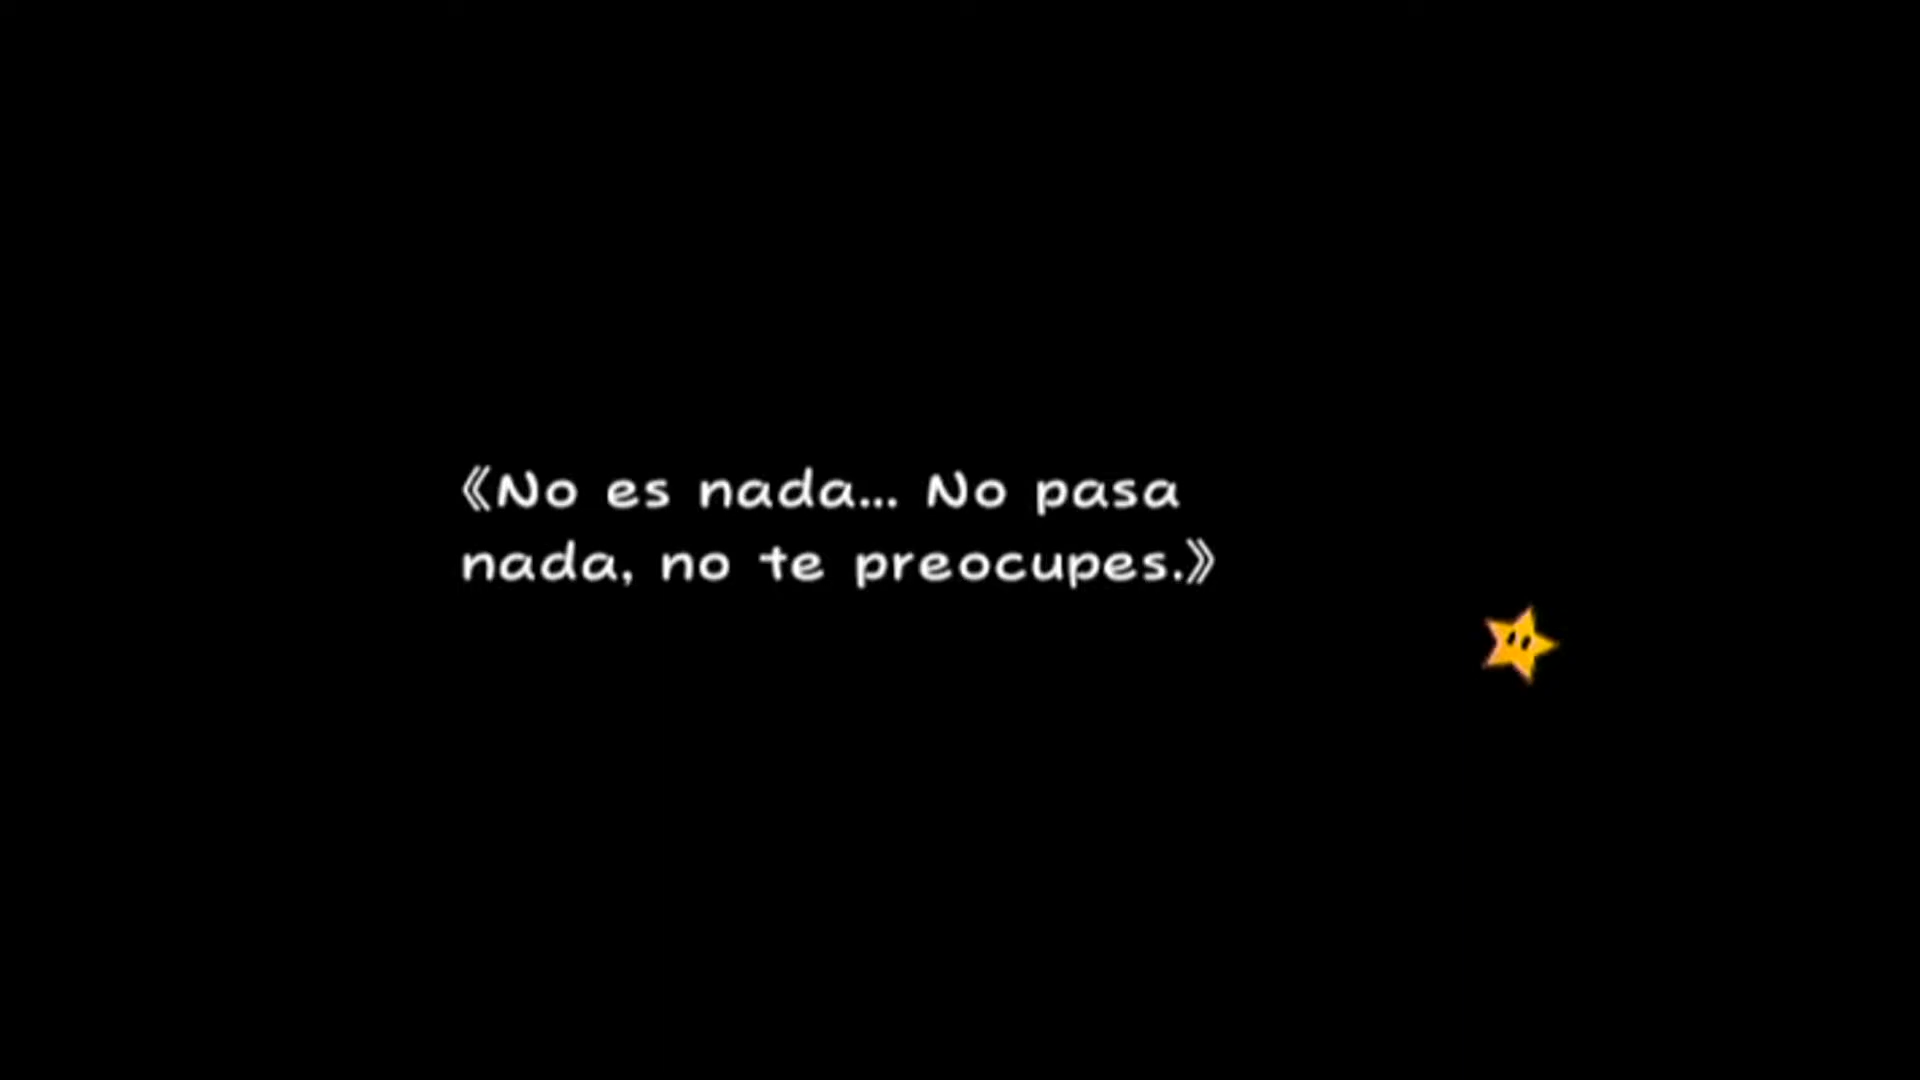 《No es nada... No pasa
nada, no te preocupes.》